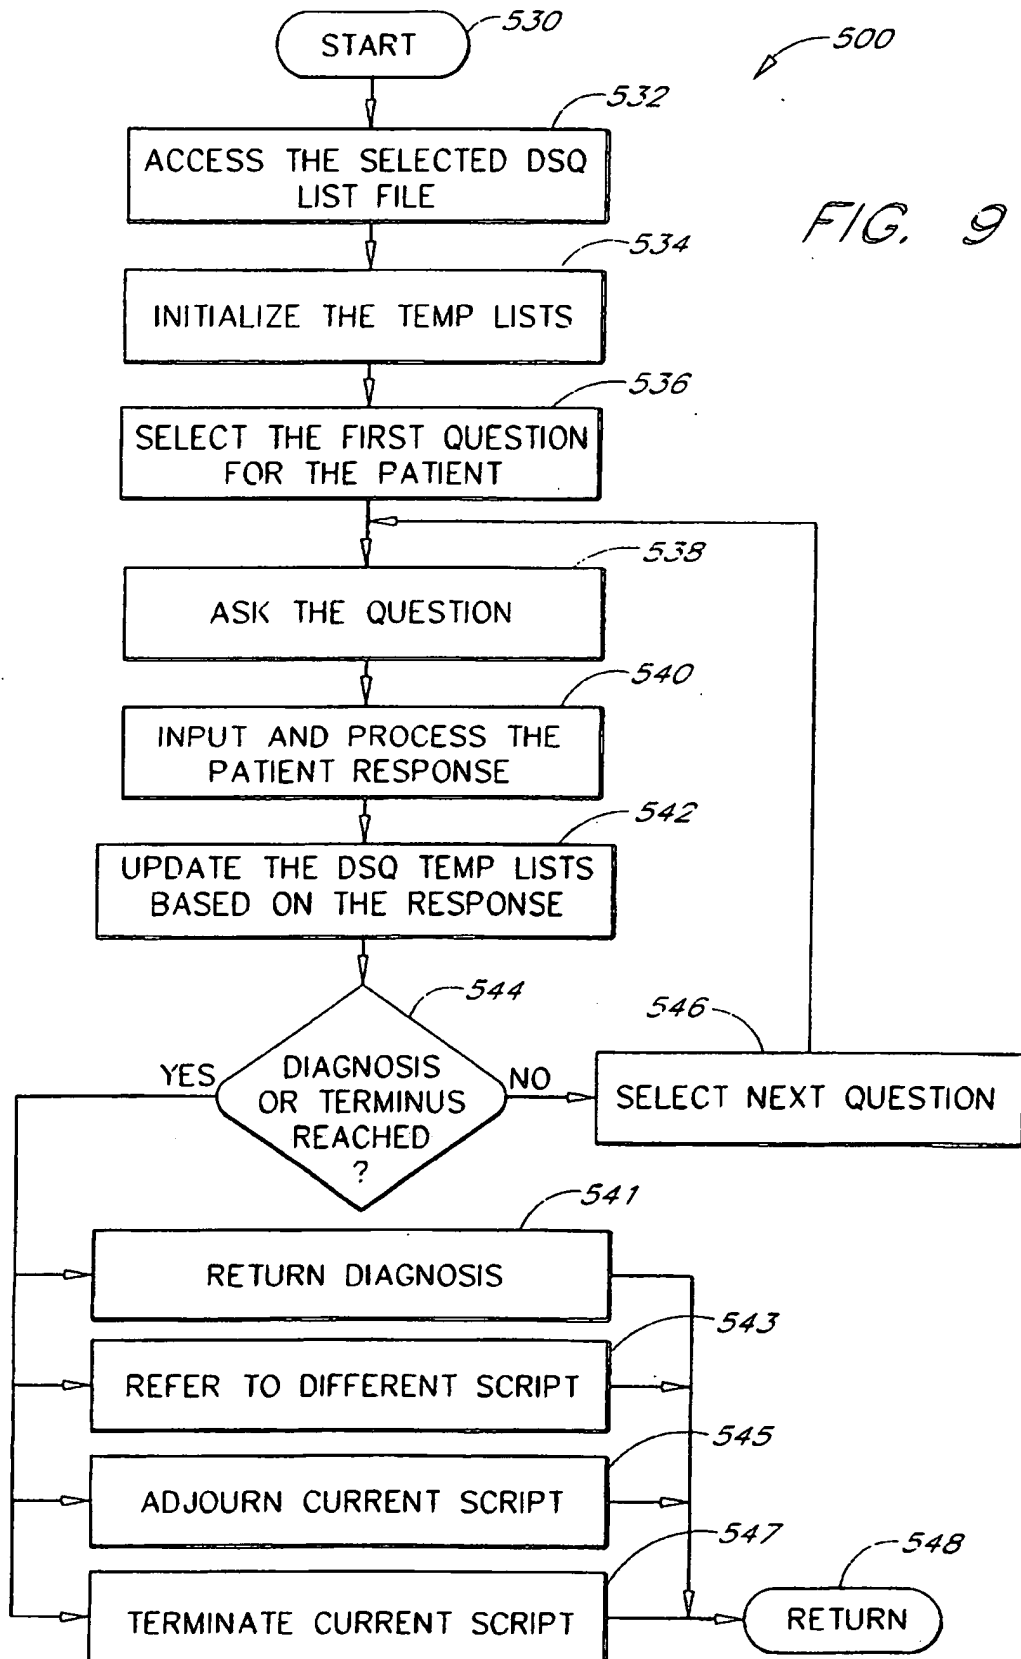 START
530
500
532
ACCESS THE SELECTED DSQ
LIST FILE
FIG. 9
534
INITIALIZE THE TEMP LISTS
536
SELECT THE FIRST QUESTION
FOR THE PATIENT
538
ASK THE QUESTION
540
INPUT AND PROCESS THE
PATIENT RESPONSE
542
UPDATE THE DSQ TEMP LISTS
BASED ON THE RESPONSE
544
546
YES
DIAGNOSIS
OR TERMINUS
REACHED
?
NO
SELECT NEXT QUESTION
541
RETURN DIAGNOSIS
543
REFER TO DIFFERENT SCRIPT
545
ADJOURN CURRENT SCRIPT
547
TERMINATE CURRENT SCRIPT
548
RETURN